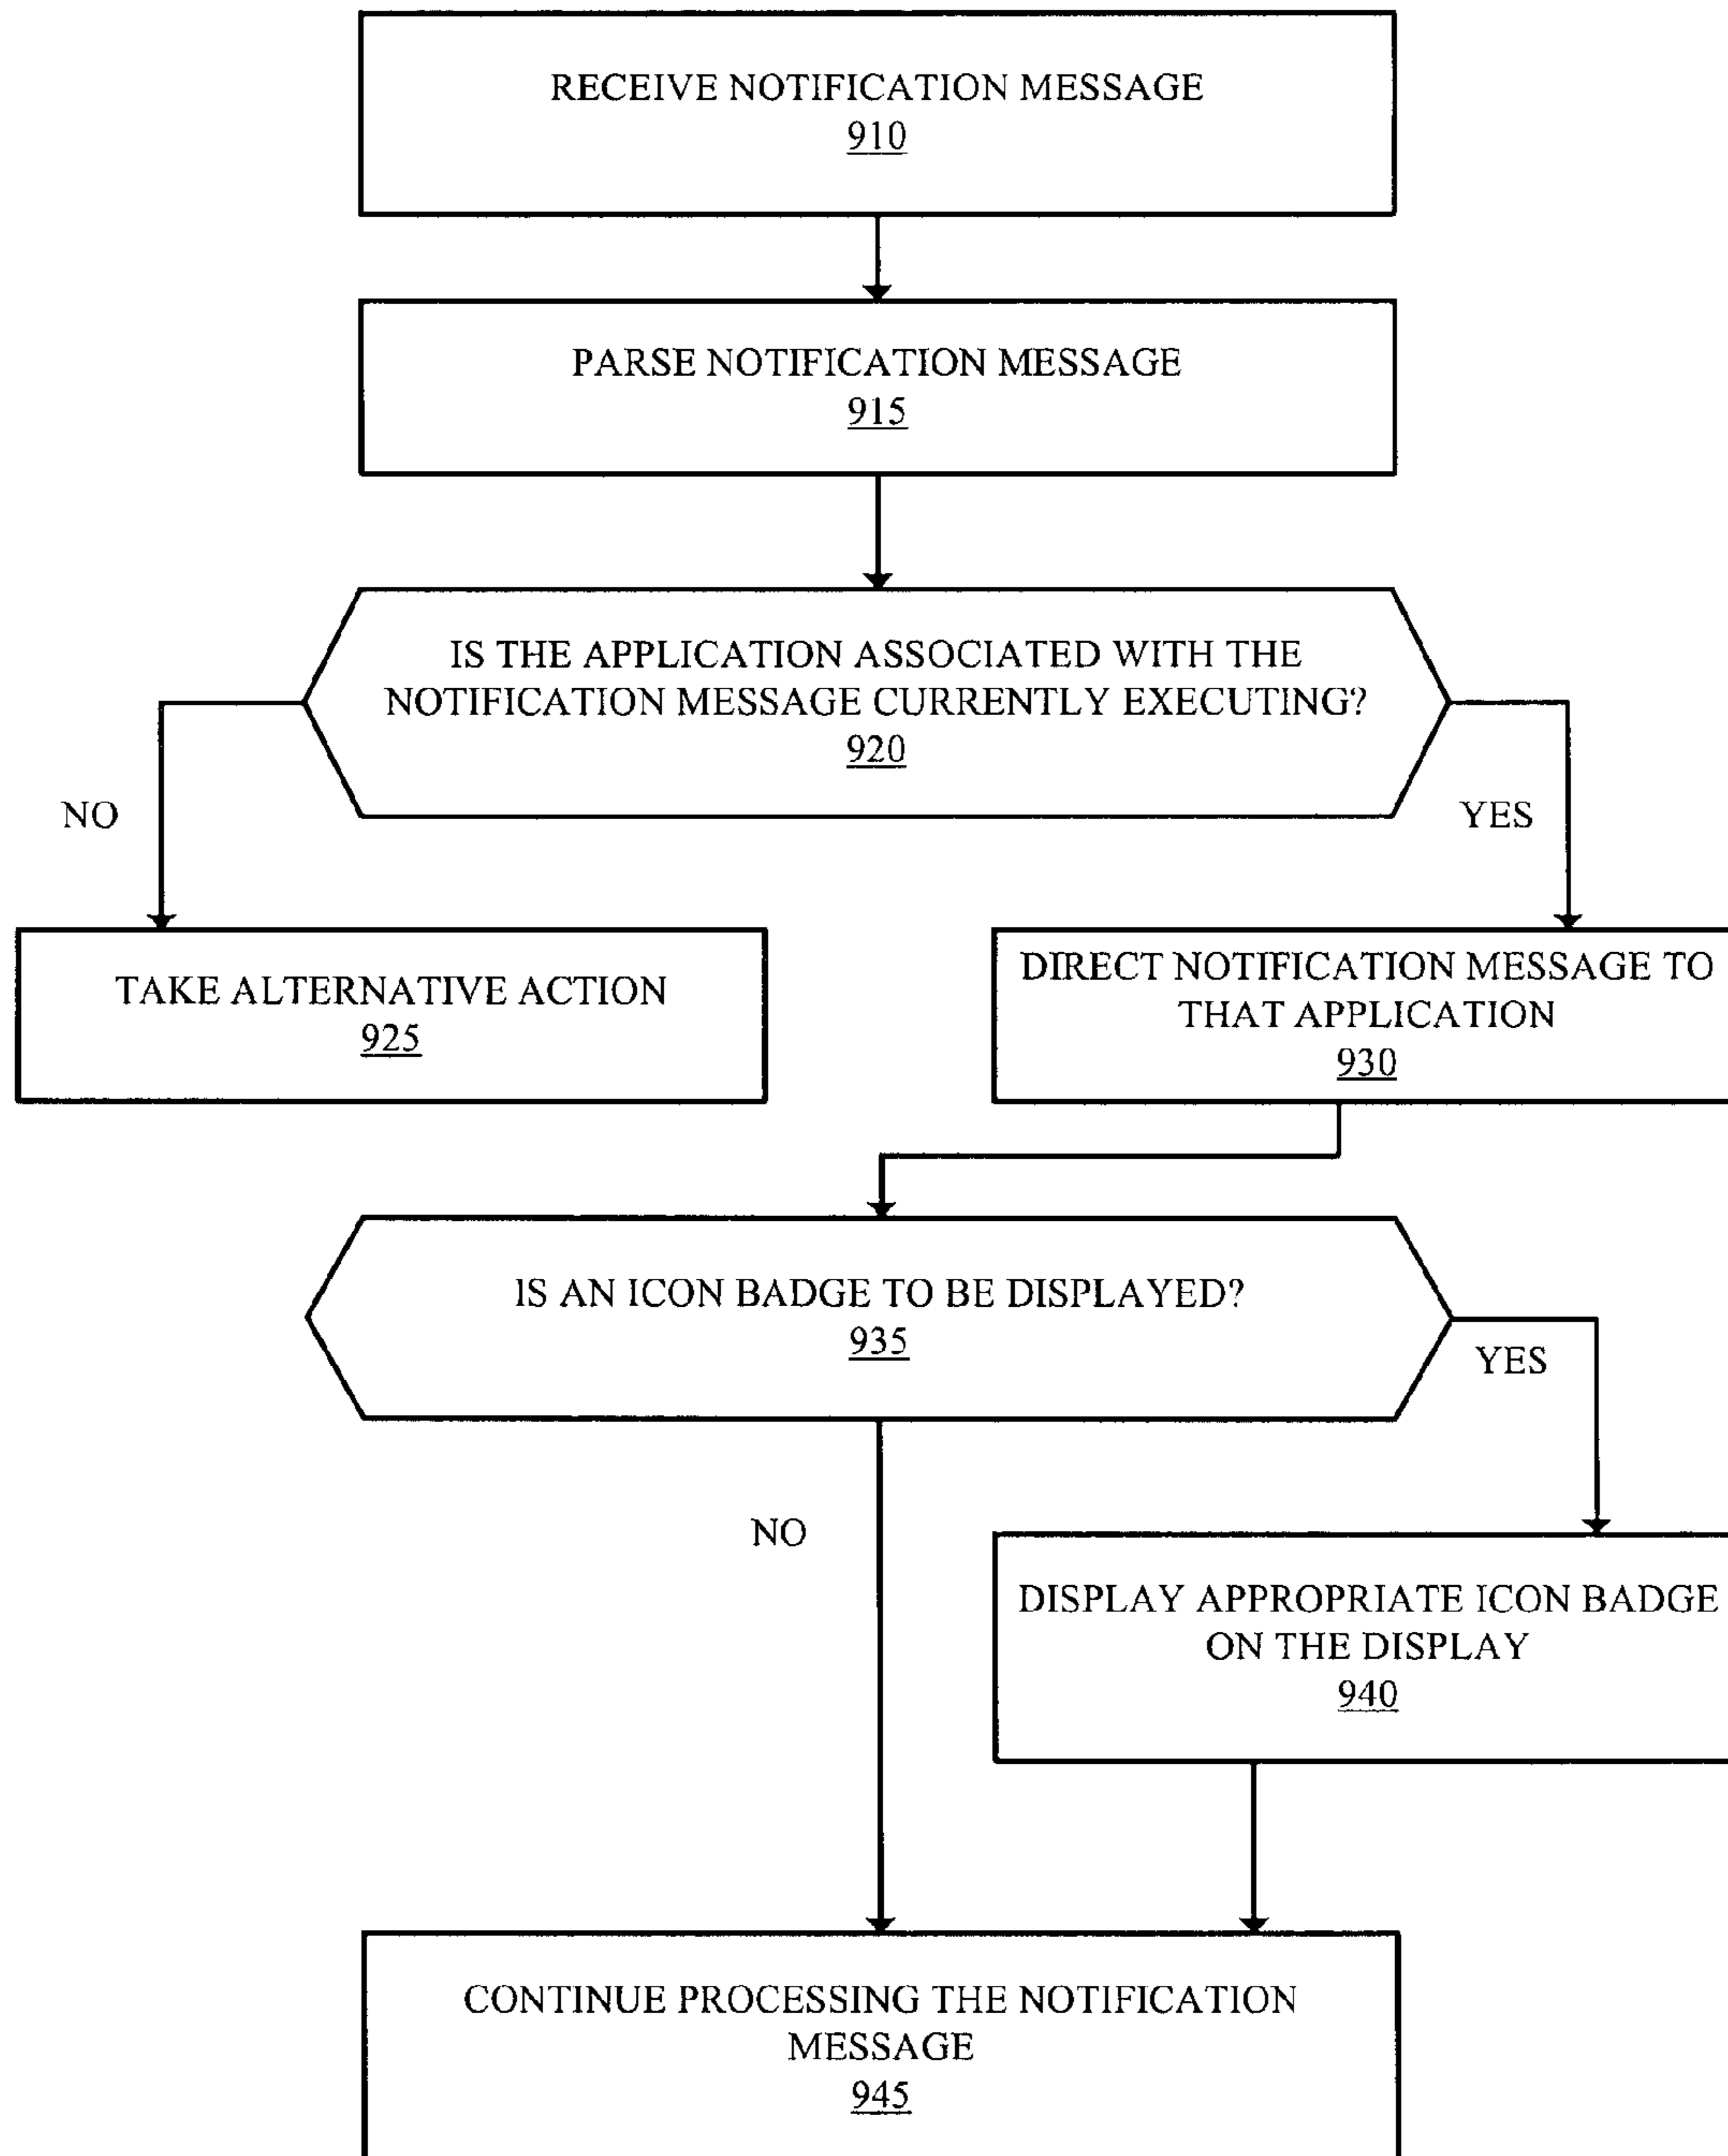 RECEIVE NOTIFICATION MESSAGE
910
PARSE NOTIFICATION MESSAGE
915
IS THE APPLICATION ASSOCIATED WITH THE
NOTIFICATION MESSAGE CURRENTLY EXECUTING?
920
NO
YES
TAKE ALTERNATIVE ACTION
925
DIRECT NOTIFICATION MESSAGE TO
THAT APPLICATION
930
IS AN ICON BADGE TO BE DISPLAYED?
935
YES
NO
DISPLAY APPROPRIATE ICON BADGE
ON THE DISPLAY
940
CONTINUE PROCESSING THE NOTIFICATION
MESSAGE
945